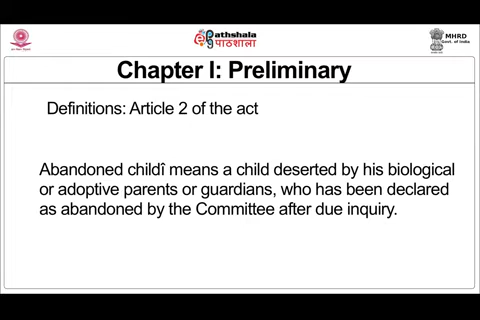 Pathshala
पाठशाला
MHRD
Govt. of India
Chapter I: Preliminary
Definitions: Article 2 of the act
Abandoned childî means a child deserted by his biological
or adoptive parents or guardians, who has been declared
as abandoned by the Committee after due inquiry.